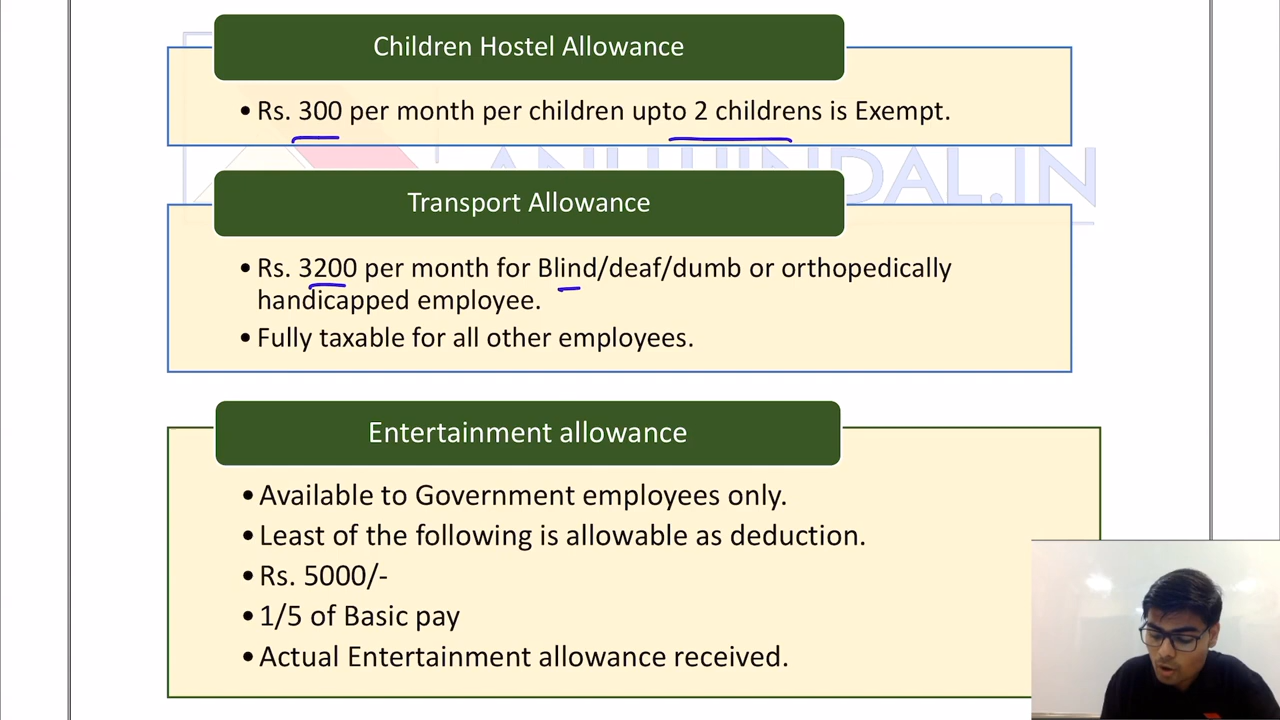 Children Hostel Allowance
• Rs. 300 per month per children upto 2 childrens is Exempt.
Transport Allowance
• Rs. 3200 per month for Blind/deaf/dumb or orthopedically
handicapped employee.
• Fully taxable for all other employees.
Entertainment allowance
• Available to Government employees only.
• Least of the following is allowable as deduction.
• Rs. 5000/-
• 1/5 of Basic pay
• Actual Entertainment allowance received.